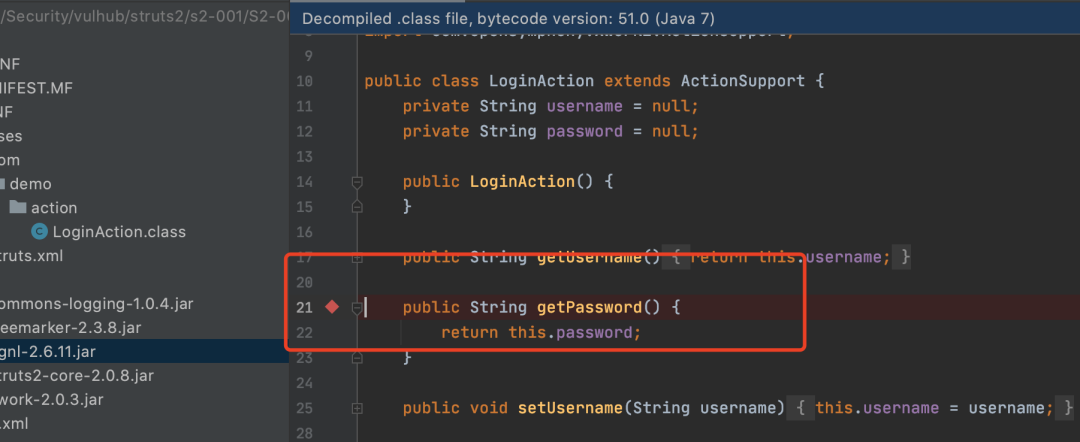 /Security/vulhub/struts2/s2-001/S2-00
NF
NIFEST.MF
NF
ses
om
demo
action
LoginAction.class
truts.xml
ommons-logging-1.0.4.jar
eemarker-2.3.8.jar
gnl-2.6.11.jar
truts2-core-2.0.8.jar
work-2.0.3.jar
.xml
Decompiled .class file, bytecode version: 51.0 (Java 7)
9
10 public class LoginAction extends ActionSupport {
11 private String username = null;
12 private String password = null;
13
14 public LoginAction() {
15 }
16
17 public String getUsername() { return this.username; }
20
21 public String getPassword() {
22 return this.password;
23 }
24
25 public void setUsername(String username) { this.username = username; }
28